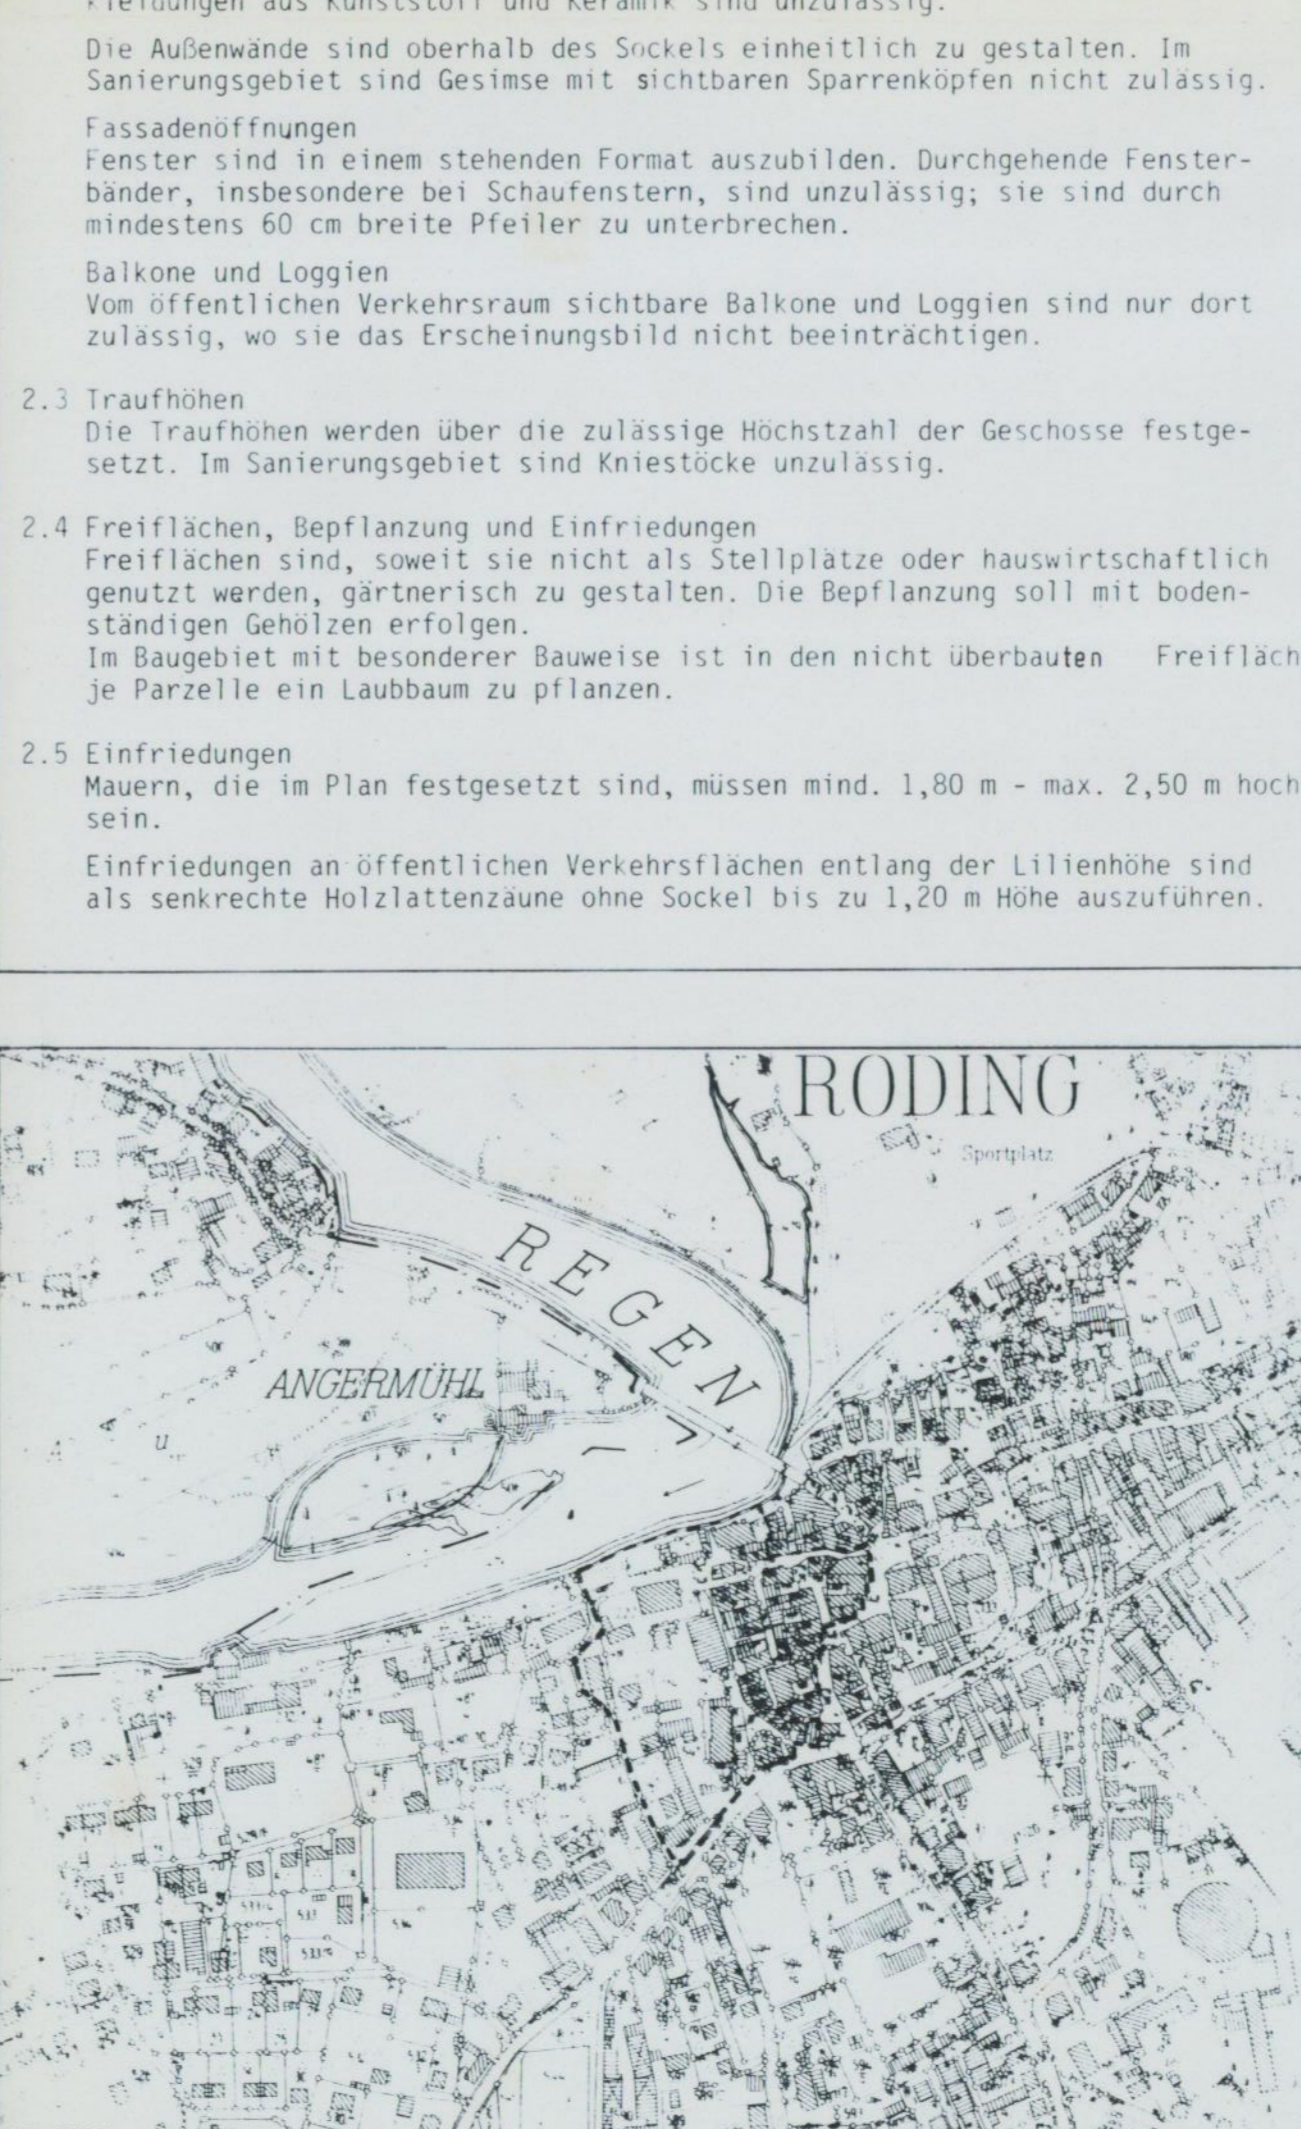 kleidungen aus Kunststoff und Keramik sind unzulässig.
Die Außenwände sind oberhalb des Sockels einheitlich zu gestalten. Im
Sanierungsgebiet sind Gesimse mit sichtbaren Sparrenköpfen nicht zulässig.
Fassadenöffnungen
Fenster sind in einem stehenden Format auszubilden. Durchgehende Fenster-
bänder, insbesondere bei Schaufenstern, sind unzulässig; sie sind durch
mindestens 60 cm breite Pfeiler zu unterbrechen.
Balkone und Loggien
Vom öffentlichen Verkehrsraum sichtbare Balkone und Loggien sind nur dort
zulässig, wo sie das Erscheinungsbild nicht beeinträchtigen.
2.3 Traufhöhen
Die Traufhöhen werden über die zulässige Höchstzahl der Geschosse festge-
setzt. Im Sanierungsgebiet sind Kniestöcke unzulässig.
2.4 Freiflächen, Bepflanzung und Einfriedungen
Freiflächen sind, soweit sie nicht als Stellplätze oder hauswirtschaftlich
genutzt werden, gärtnerisch zu gestalten. Die Bepflanzung soll mit boden-
ständigen Gehölzen erfolgen.
Im Baugebiet mit besonderer Bauweise ist in den nicht überbauten Freifläch
je Parzelle ein Laubbaum zu pflanzen.
2.5 Einfriedungen
Mauern, die im Plan festgesetzt sind, müssen mind. 1,80 m - max. 2,50 m hoch
sein.
Einfriedungen an öffentlichen Verkehrsflächen entlang der Lilienhöhe sind
als senkrechte Holzlattenzäune ohne Sockel bis zu 1,20 m Höhe auszuführen.
RODING
Sportplatz
REGEN
ANGERMÜHL
u